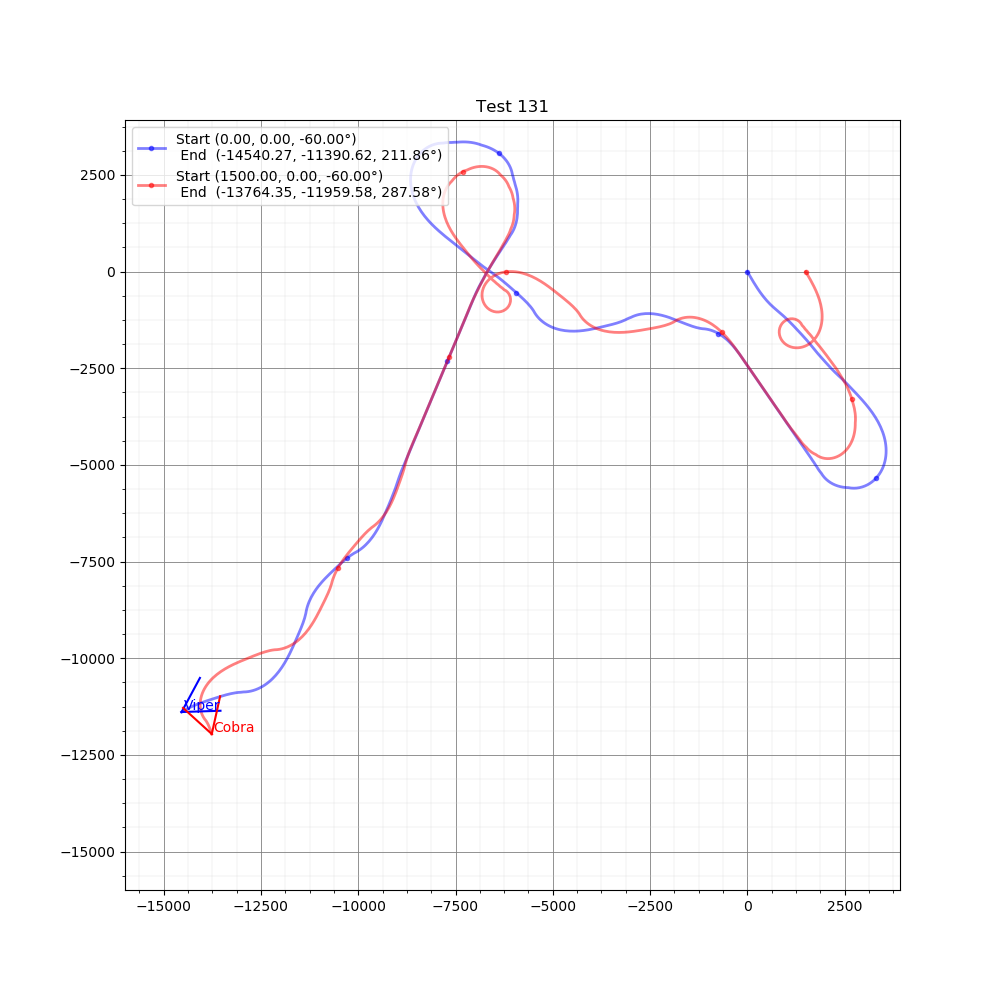 Test 131
Start (0.00, 0.00, -60.00°)
End  (-14540.27, -11390.62, 211.86°)
Start (1500.00, 0.00, -60.00°)
End  (-13764.35, -11959.58, 287.58°)
2500
0
−2500
−5000
−7500
−10000
−12500
−15000
Viper
Cobra
−15000 −12500 −10000 −7500 −5000 −2500 0 2500